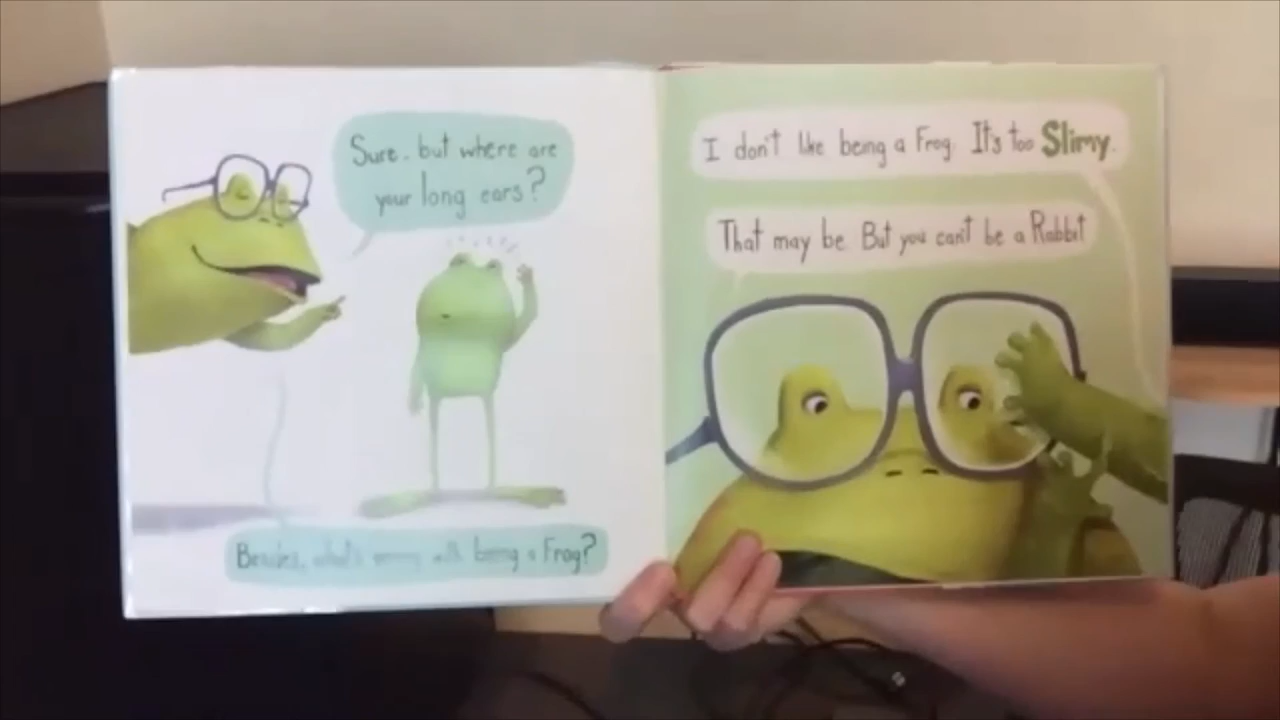 Sure, but where are
your long ears?
Besides, what's wrong with being a Frog?
I don't like being a Frog. It's too Slimy.
That may be. But you can't be a Rabbit